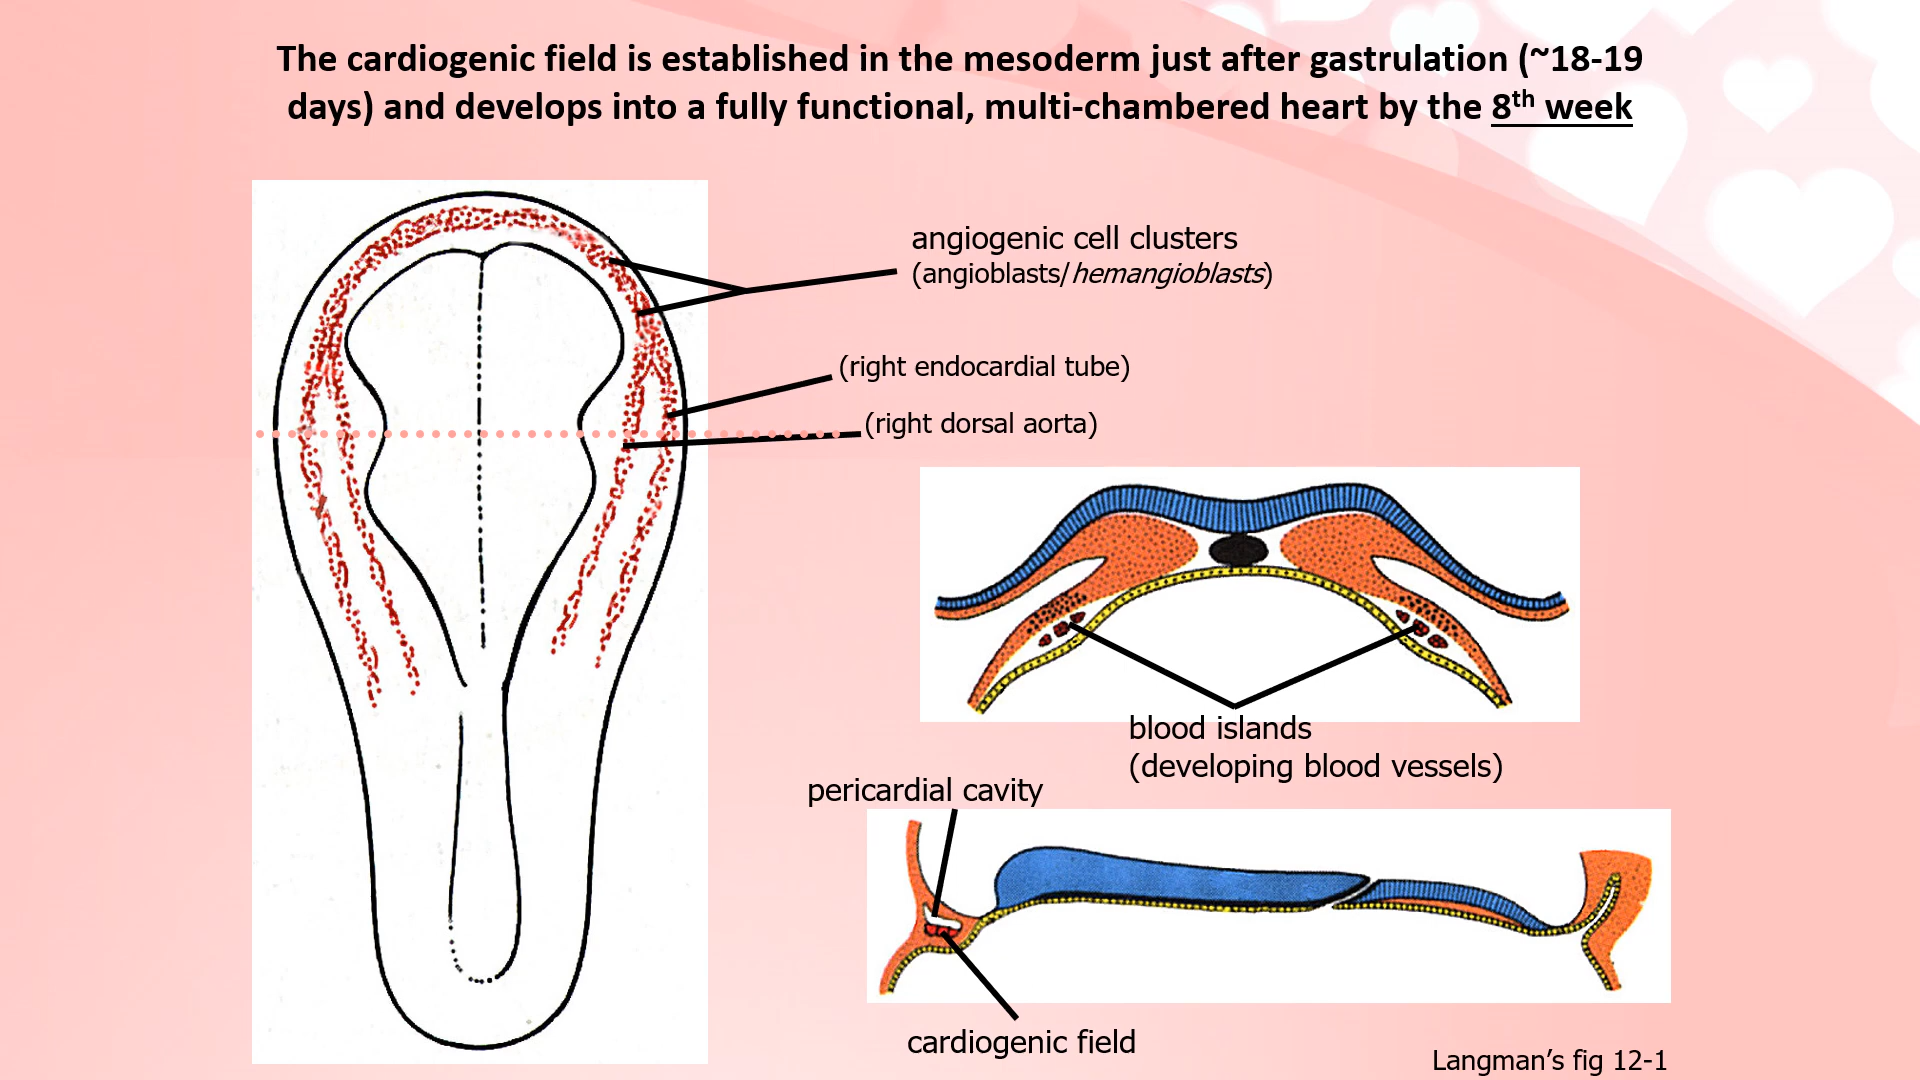 The cardiogenic field is established in the mesoderm just after gastrulation (~18-19
days) and develops into a fully functional, multi-chambered heart by the 8th week
angiogenic cell clusters
(angioblasts/hemangioblasts)
(right endocardial tube)
(right dorsal aorta)
blood islands
(developing blood vessels)
pericardial cavity
cardiogenic field
Langman’s fig 12-1